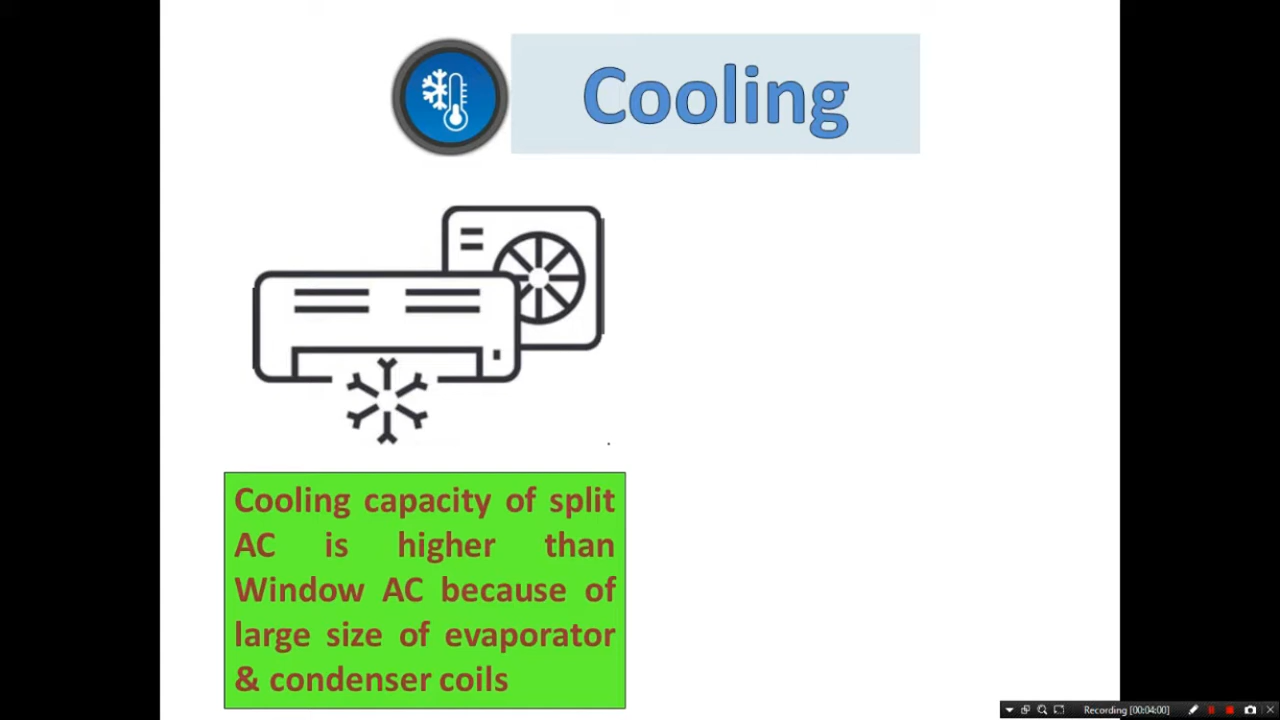 Cooling
Cooling capacity of split
AC is higher than
Window AC because of
large size of evaporator
& condenser coils
Recording [00:04:00]